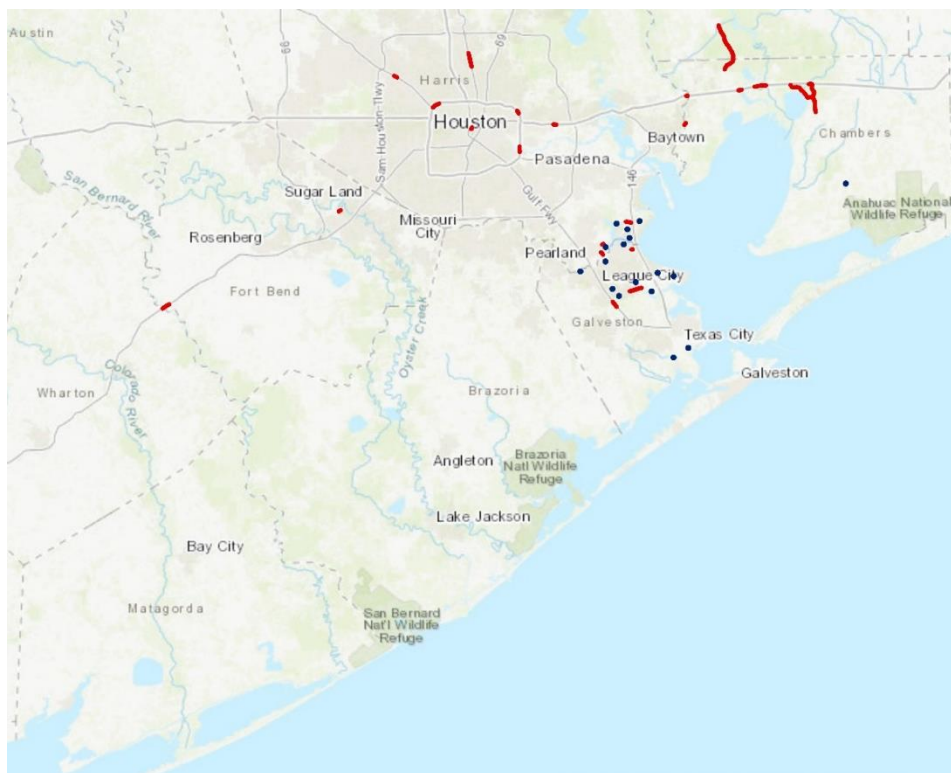 Austin
69
99
Harris
Sam-Houston-Tlwy
Houston
Baytown
Chambers
Pasadena
146
San Bernard
River
Sugar Land
Gulf-Fwy
Anahuac National
Wildlife Refuge
Missouri
City
Rosenberg
Pearland
League City
Fort Bend
Oyster Creek
Galveston
Texas City
Colorado
River
Galveston
Wharton
Brazoria
Angleton
Brazoria
Nat'l Wildlife
Refuge
Lake Jackson
Bay City
Matagorda
San Bernard
Nat'l Wildlife
Refuge